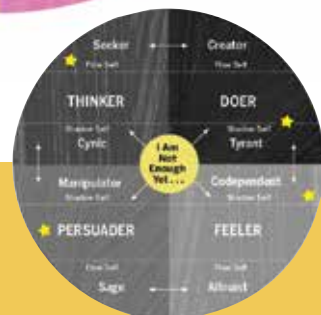 Seeker
Creator
Flow Self
Flow Self
THINKER
DOER
Shadow Self
Shadow Self
Cynic
Tyrant
I Am
Not
Enough
Yet...
Manipulator
Codependant
Shadow Self
Shadow Self
PERSUADER
FEELER
Flow Self
Flow Self
Sage
Altruist